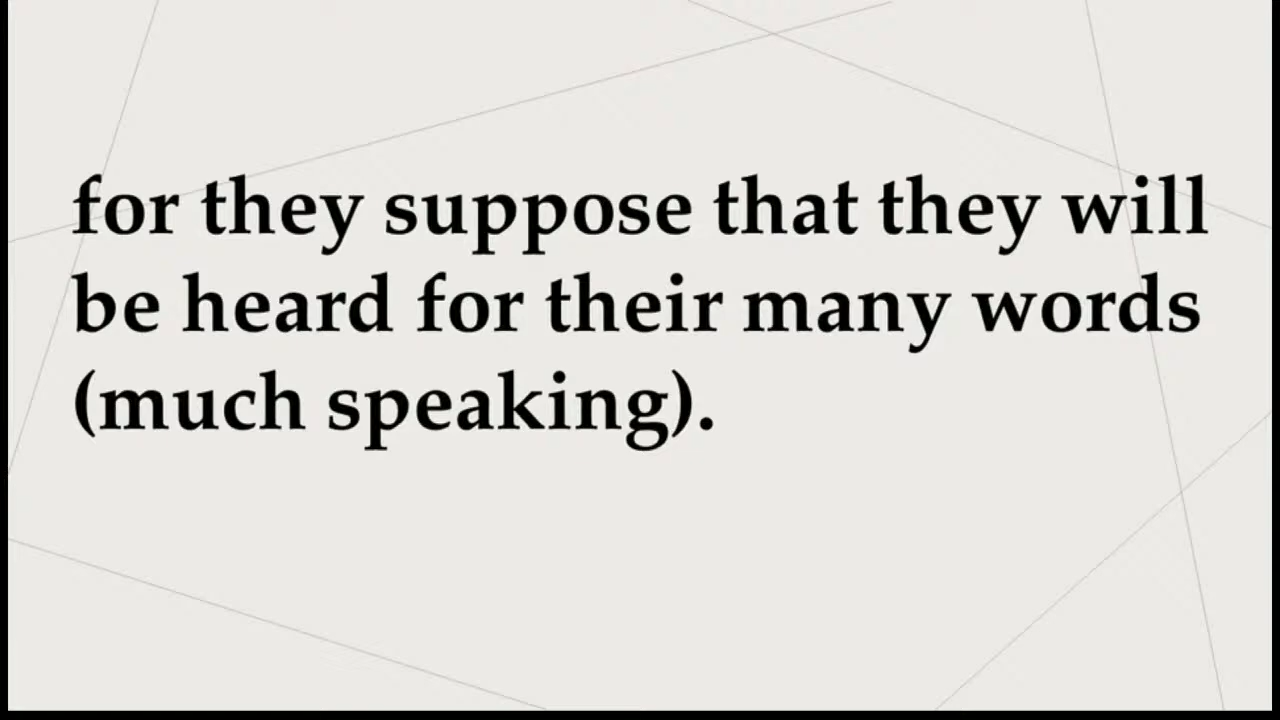 for they suppose that they will
be heard for their many words
(much speaking).